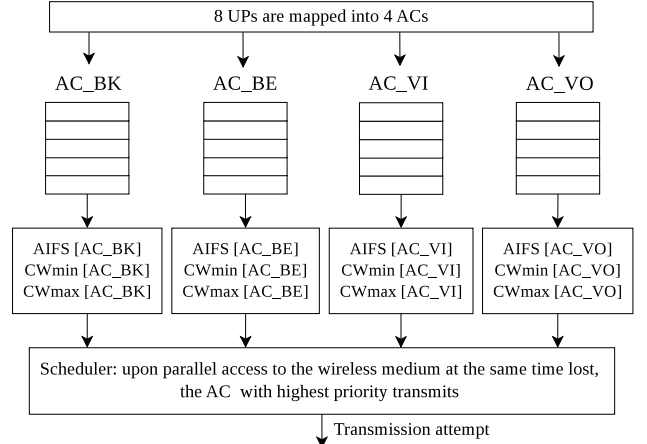 8 UPs are mapped into 4 ACs
AC_BK
AC_BE
AC_VI
AC_VO
AIFS [AC_BK]
CWmin [AC_BK]
CWmax [AC_BK]
AIFS [AC_BE]
CWmin [AC_BE]
CWmax [AC_BE]
AIFS [AC_VI]
CWmin [AC_VI]
CWmax [AC_VI]
AIFS [AC_VO]
CWmin [AC_VO]
CWmax [AC_VO]
Scheduler: upon parallel access to the wireless medium at the same time lost,
the AC with highest priority transmits
Transmission attempt